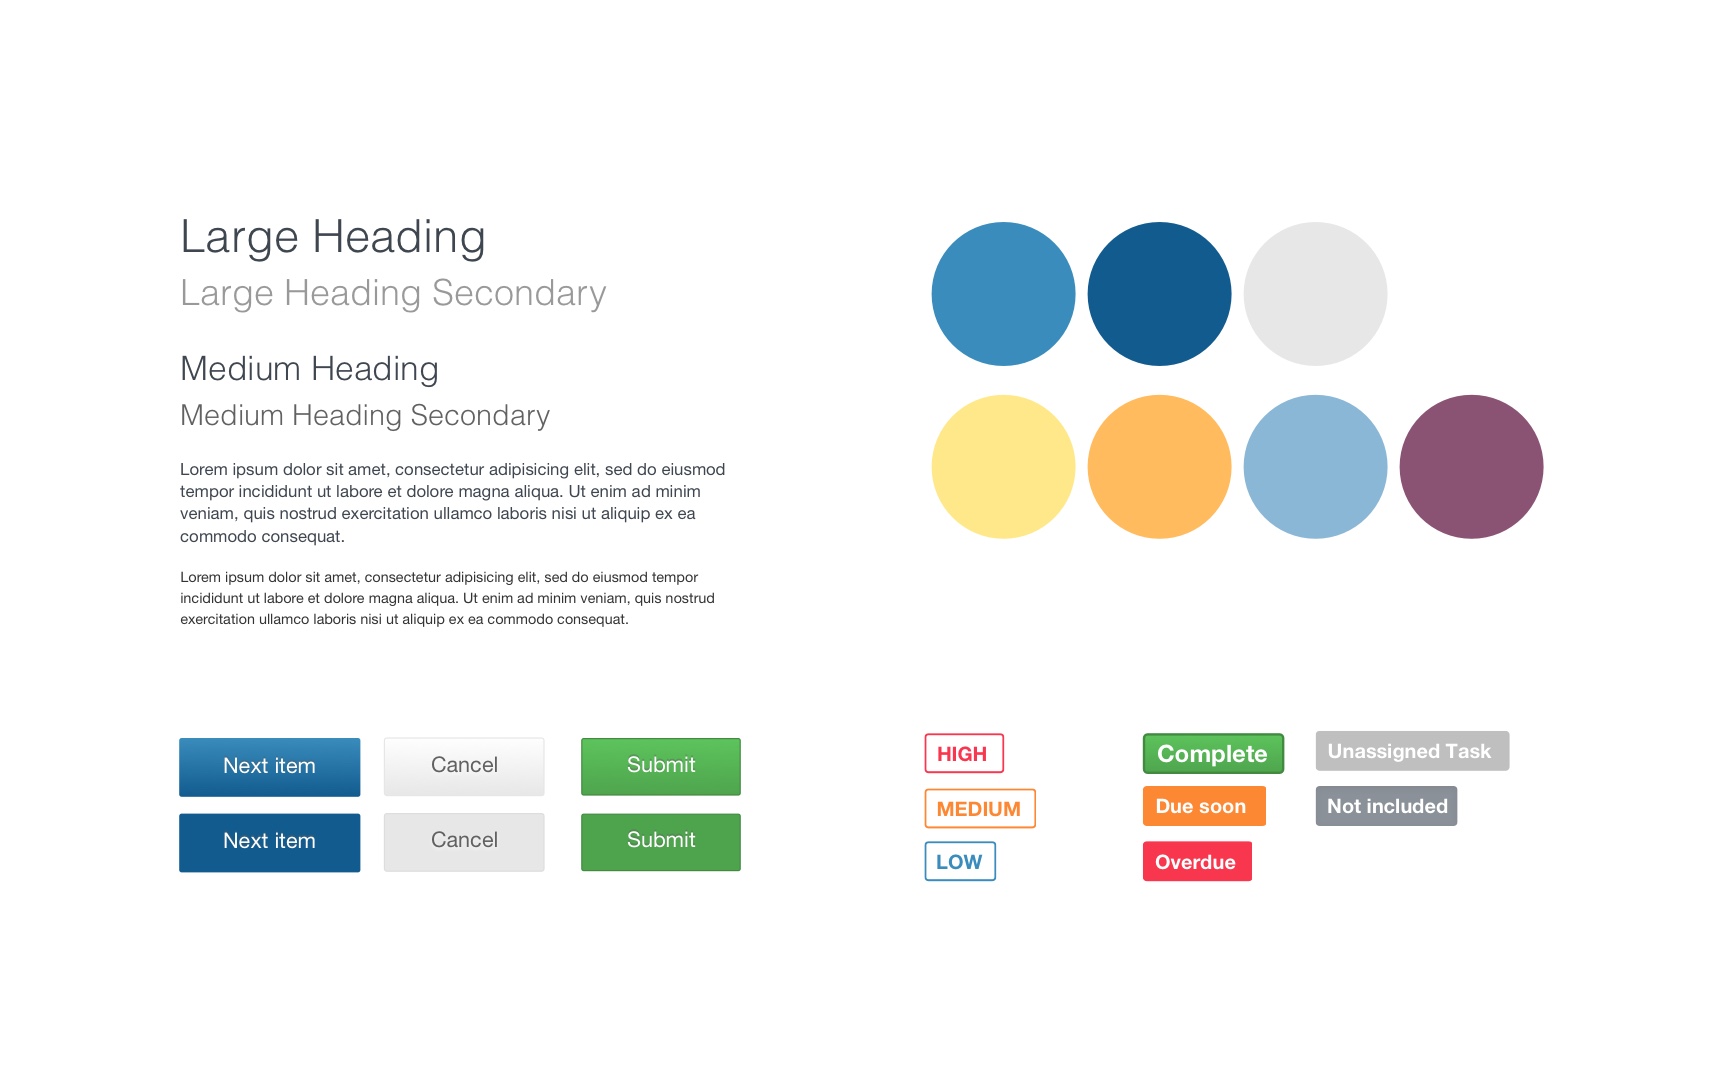 Large Heading
Large Heading Secondary
Medium Heading
Medium Heading Secondary
Lorem ipsum dolor sit amet, consectetur adipisicing elit, sed do eiusmod
tempor incididunt ut labore et dolore magna aliqua. Ut enim ad minim
veniam, quis nostrud exercitation ullamco laboris nisi ut aliquip ex ea
commodo consequat.
Lorem ipsum dolor sit amet, consectetur adipisicing elit, sed do eiusmod tempor
incididunt ut labore et dolore magna aliqua. Ut enim ad minim veniam, quis nostrud
exercitation ullamco laboris nisi ut aliquip ex ea commodo consequat.
Next item
Cancel
Submit
Next item
Cancel
Submit
HIGH
MEDIUM
LOW
Complete
Due soon
Overdue
Unassigned Task
Not included